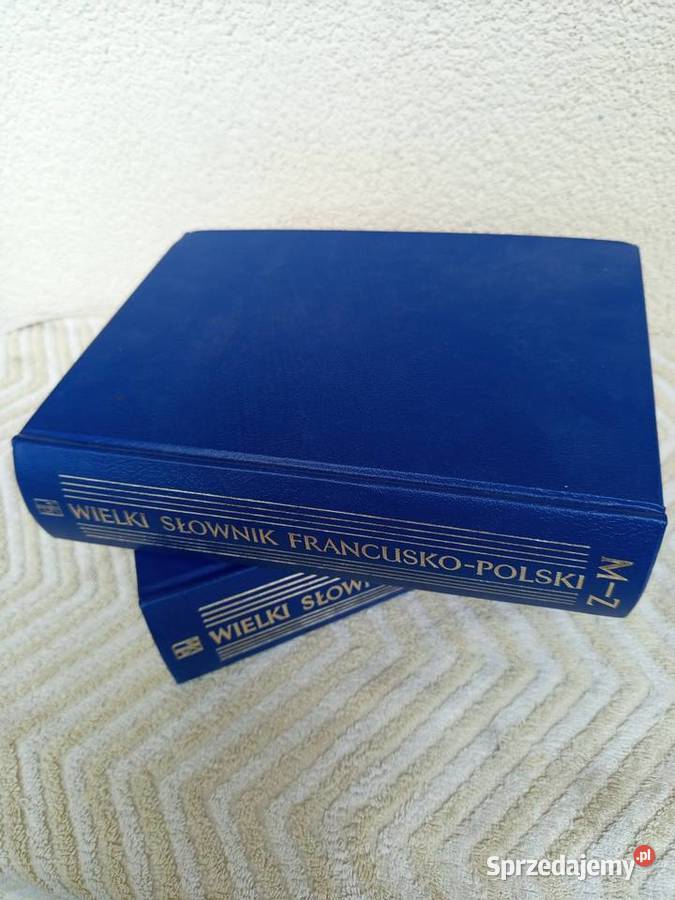 WIELKI SŁOWNIK FRANCUSKO-POLSKI
M-Z
WIELKI SŁOW
Sprzedajemy.pl